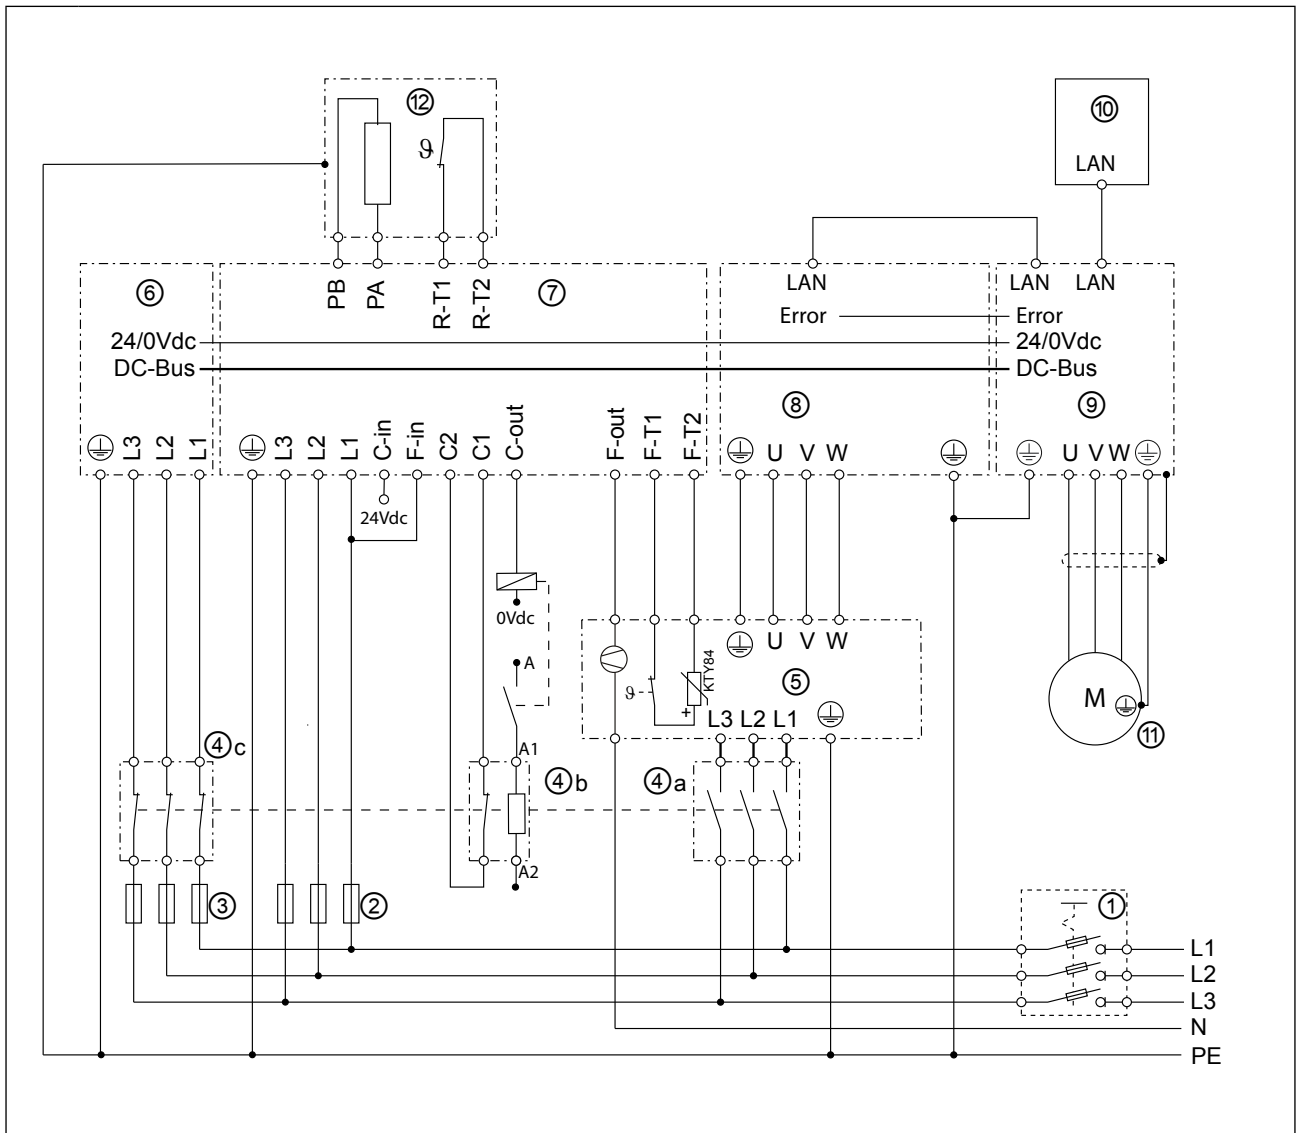 ⑫
ϑ
⑩
LAN
⑥
PB
PA
R-T1
R-T2
⑦
LAN
LAN
LAN
Error
Error
24/0Vdc
24/0Vdc
DC-Bus
DC-Bus
⑧
⑨
L3
L2
L1
L3
L2
L1
C-in
F-in
C2
C1
C-out
F-out
F-T1
F-T2
U
V
W
U
V
W
24Vdc
0Vdc
A
ϑ
+
KTY84
U
V
W
⑤
L3
L2
L1
M
⑪
④c
A1
④b
④a
A2
③
②
①
L1
L2
L3
N
PE